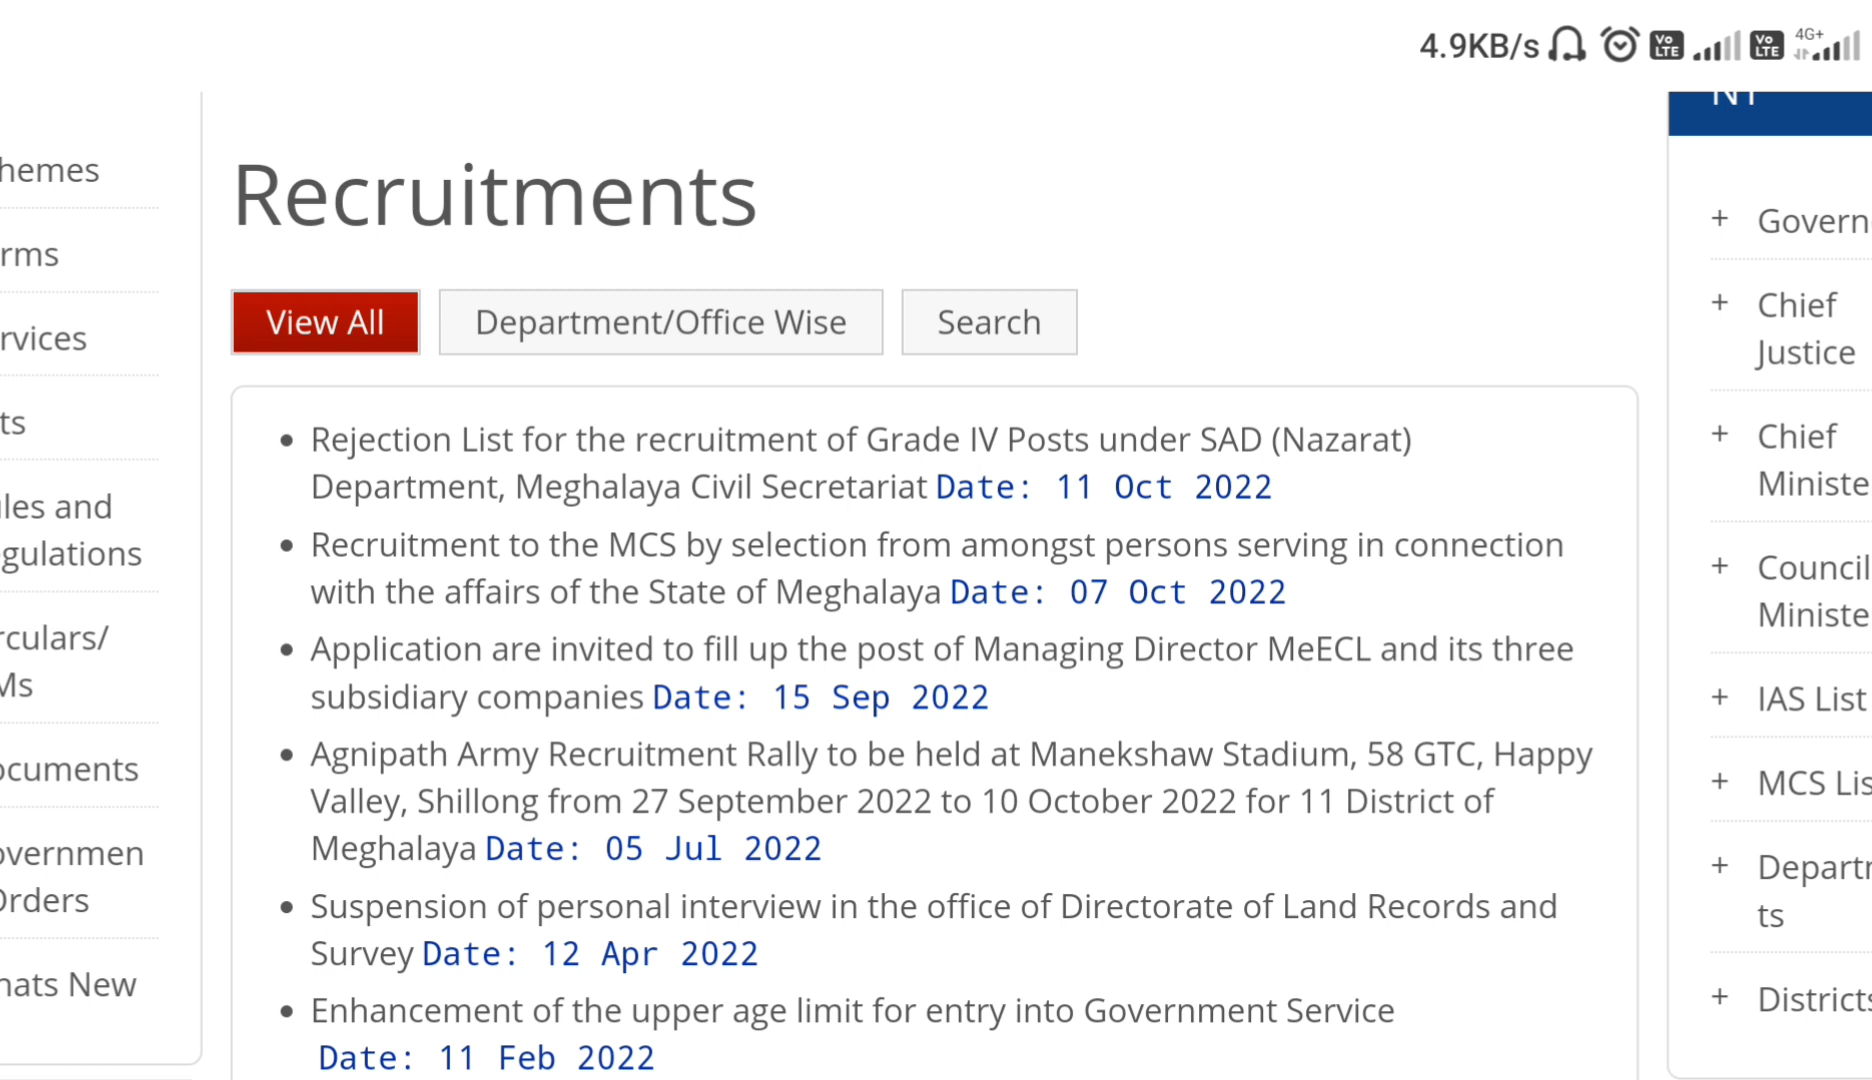 4.9KB/s Vo LTE Vo LTE 4G+
hemes
rms
rvices
ts
les and
gulations
rculars/
Ms
ocuments
overnmen
Orders
hats New
Recruitments
View All
Department/Office Wise
Search
• Rejection List for the recruitment of Grade IV Posts under SAD (Nazarat)
Department, Meghalaya Civil Secretariat Date: 11 Oct 2022
• Recruitment to the MCS by selection from amongst persons serving in connection
with the affairs of the State of Meghalaya Date: 07 Oct 2022
• Application are invited to fill up the post of Managing Director MeECL and its three
subsidiary companies Date: 15 Sep 2022
• Agnipath Army Recruitment Rally to be held at Manekshaw Stadium, 58 GTC, Happy
Valley, Shillong from 27 September 2022 to 10 October 2022 for 11 District of
Meghalaya Date: 05 Jul 2022
• Suspension of personal interview in the office of Directorate of Land Records and
Survey Date: 12 Apr 2022
• Enhancement of the upper age limit for entry into Government Service
Date: 11 Feb 2022
NT
+ Govern
+ Chief
Justice
+ Chief
Ministe
+ Council
Ministe
+ IAS List
+ MCS Lis
+ Depart
ts
+ Districts